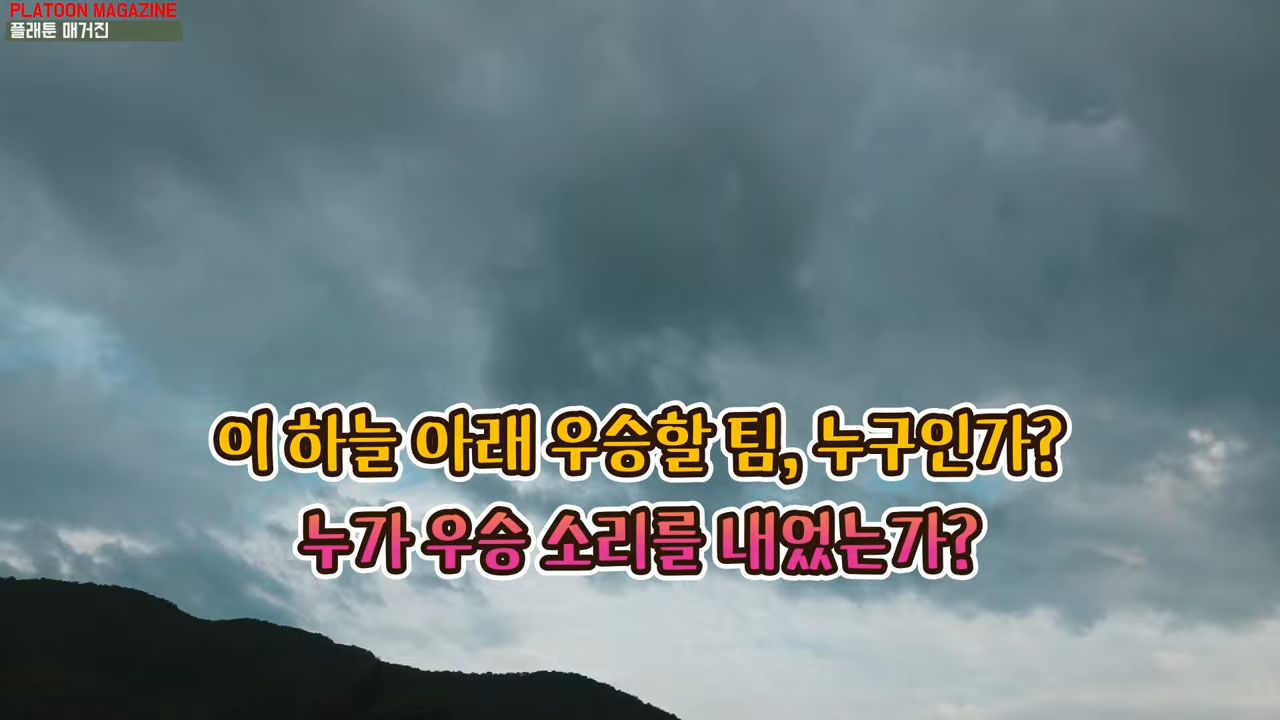 PLATOON MAGAZINE
플래툰 매거진
이 하늘 아래 우승할 팀, 누구인가?
누가 우승 소리를 내었는가?